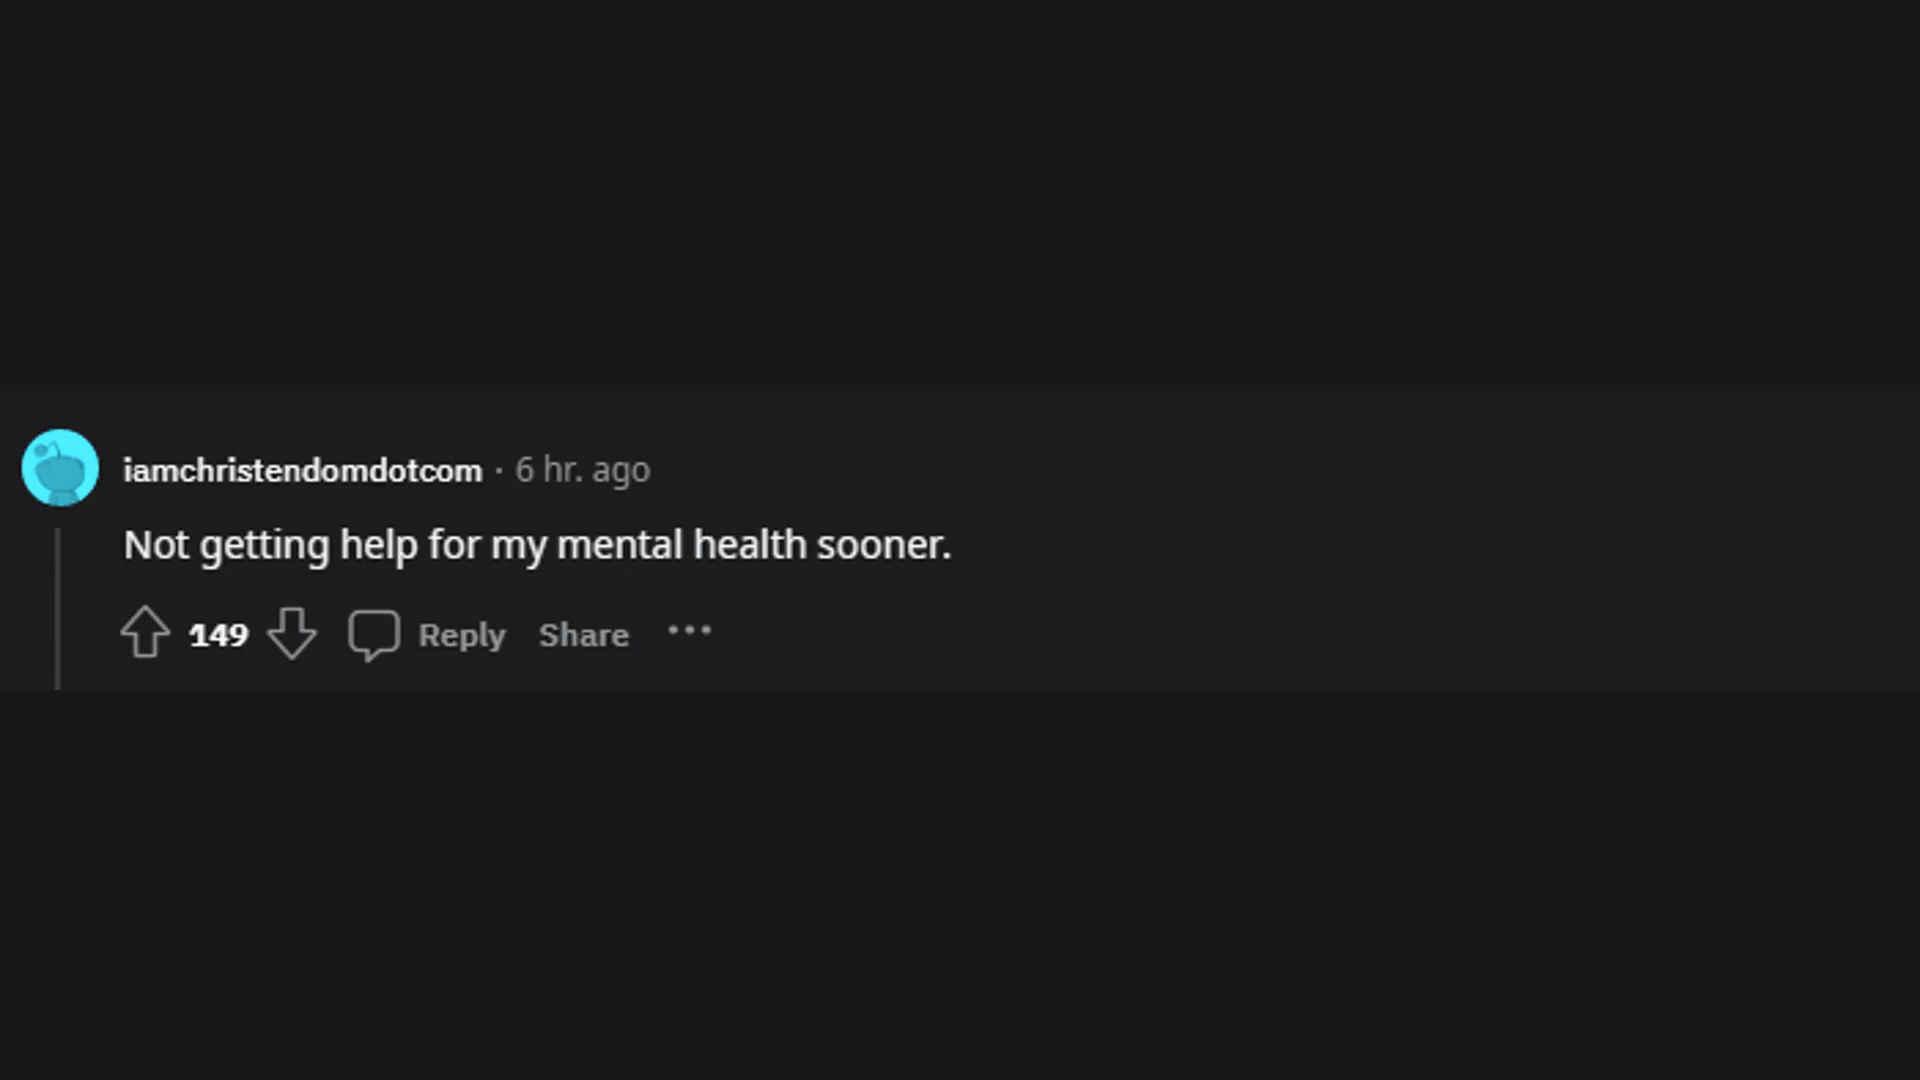 iamchristendomdotcom · 6 hr. ago
Not getting help for my mental health sooner.
149 Reply Share ···